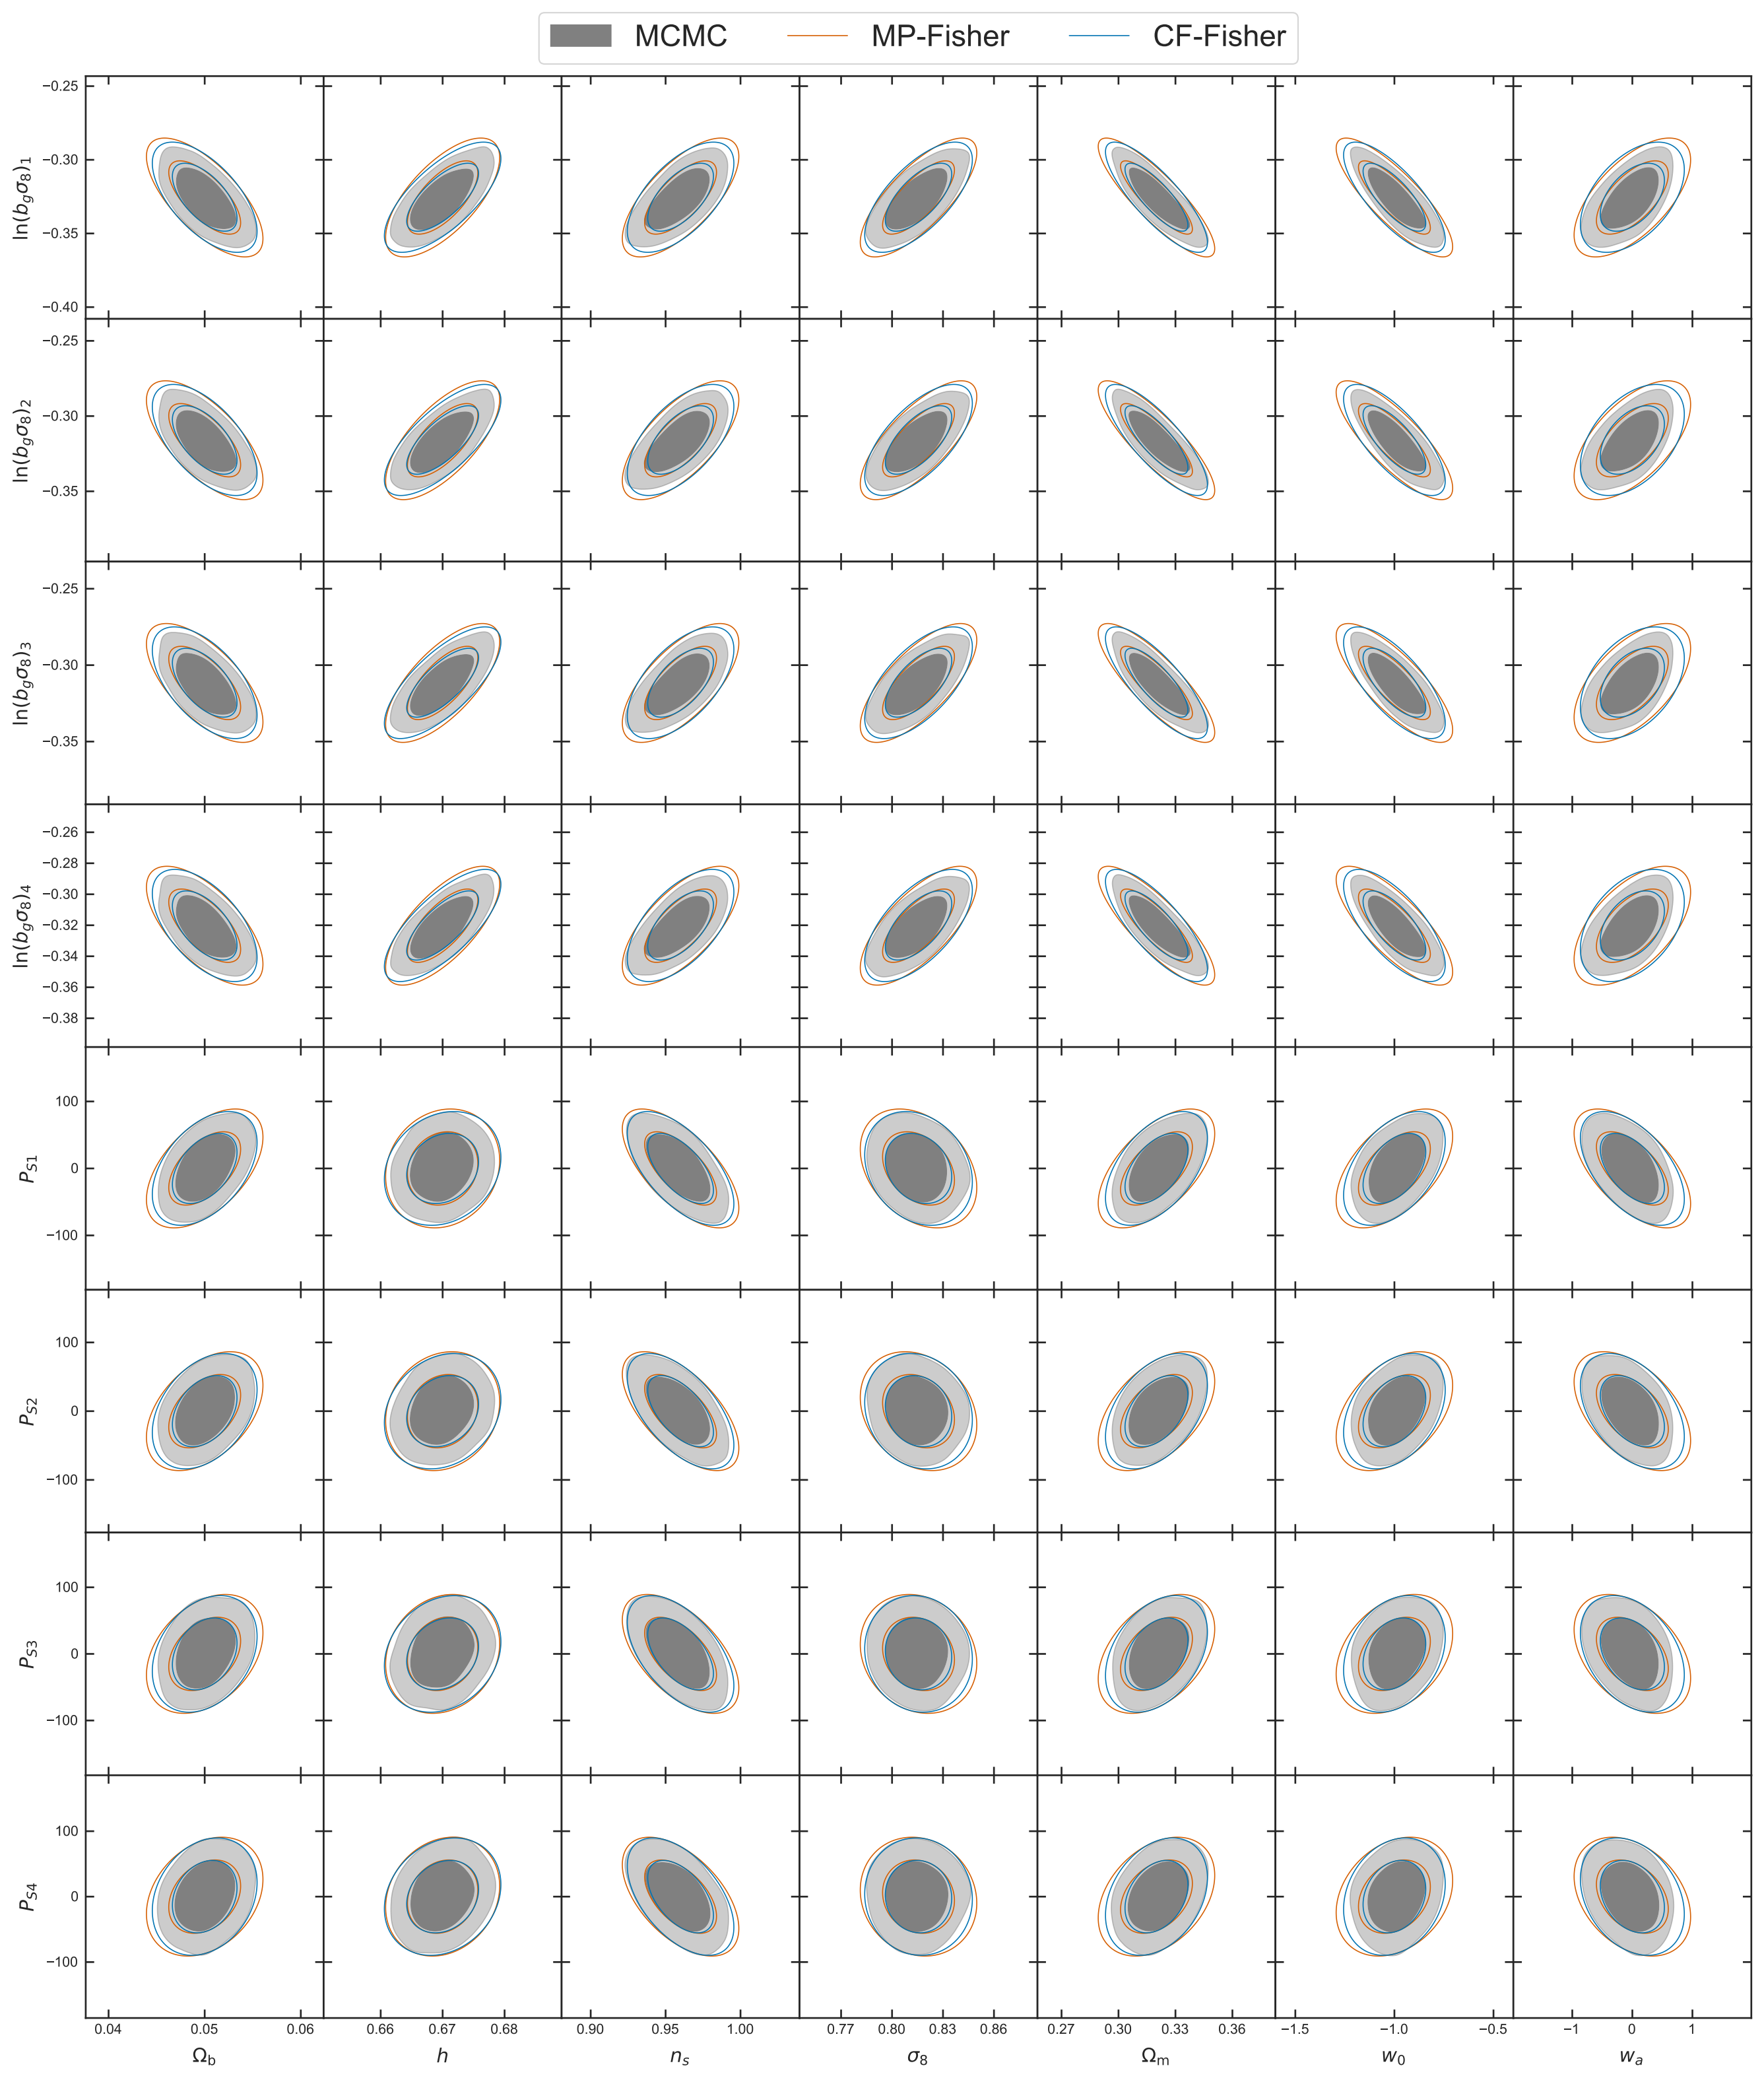 MCMC MP-Fisher CF-Fisher
ln(b_gσ_8)_1
−0.25
−0.30
−0.35
−0.40
ln(b_gσ_8)_2
−0.25
−0.30
−0.35
ln(b_gσ_8)_3
−0.25
−0.30
−0.35
ln(b_gσ_8)_4
−0.26
−0.28
−0.30
−0.32
−0.34
−0.36
−0.38
P_S1
100
0
−100
P_S2
100
0
−100
P_S3
100
0
−100
P_S4
100
0
−100
0.04 0.05 0.06 0.66 0.67 0.68 0.90 0.95 1.00 0.77 0.80 0.83 0.86 0.27 0.30 0.33 0.36 −1.5 −1.0 −0.5 −1 0 1
Ω_b h n_s σ_8 Ω_m w_0 w_a